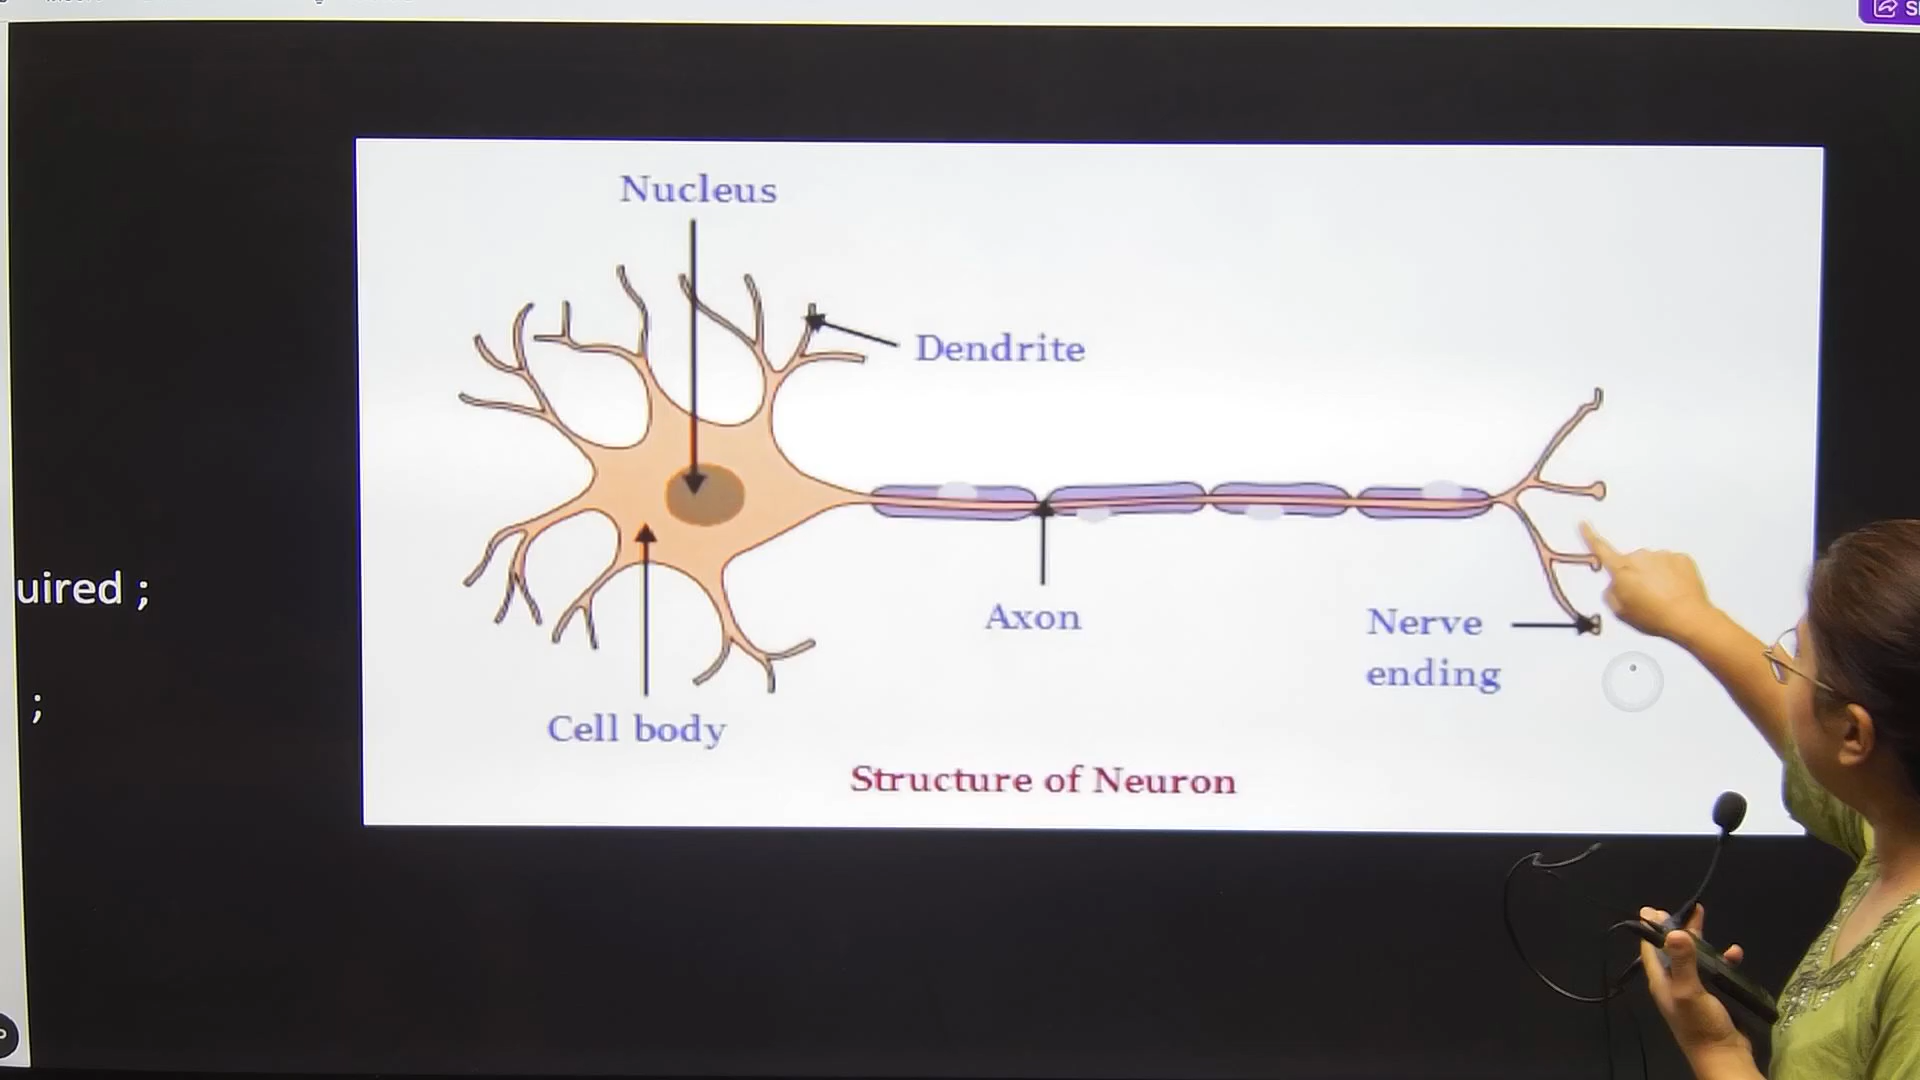 Nucleus
Dendrite
uired ;
Axon
Nerve
ending
;
Cell body
Structure of Neuron